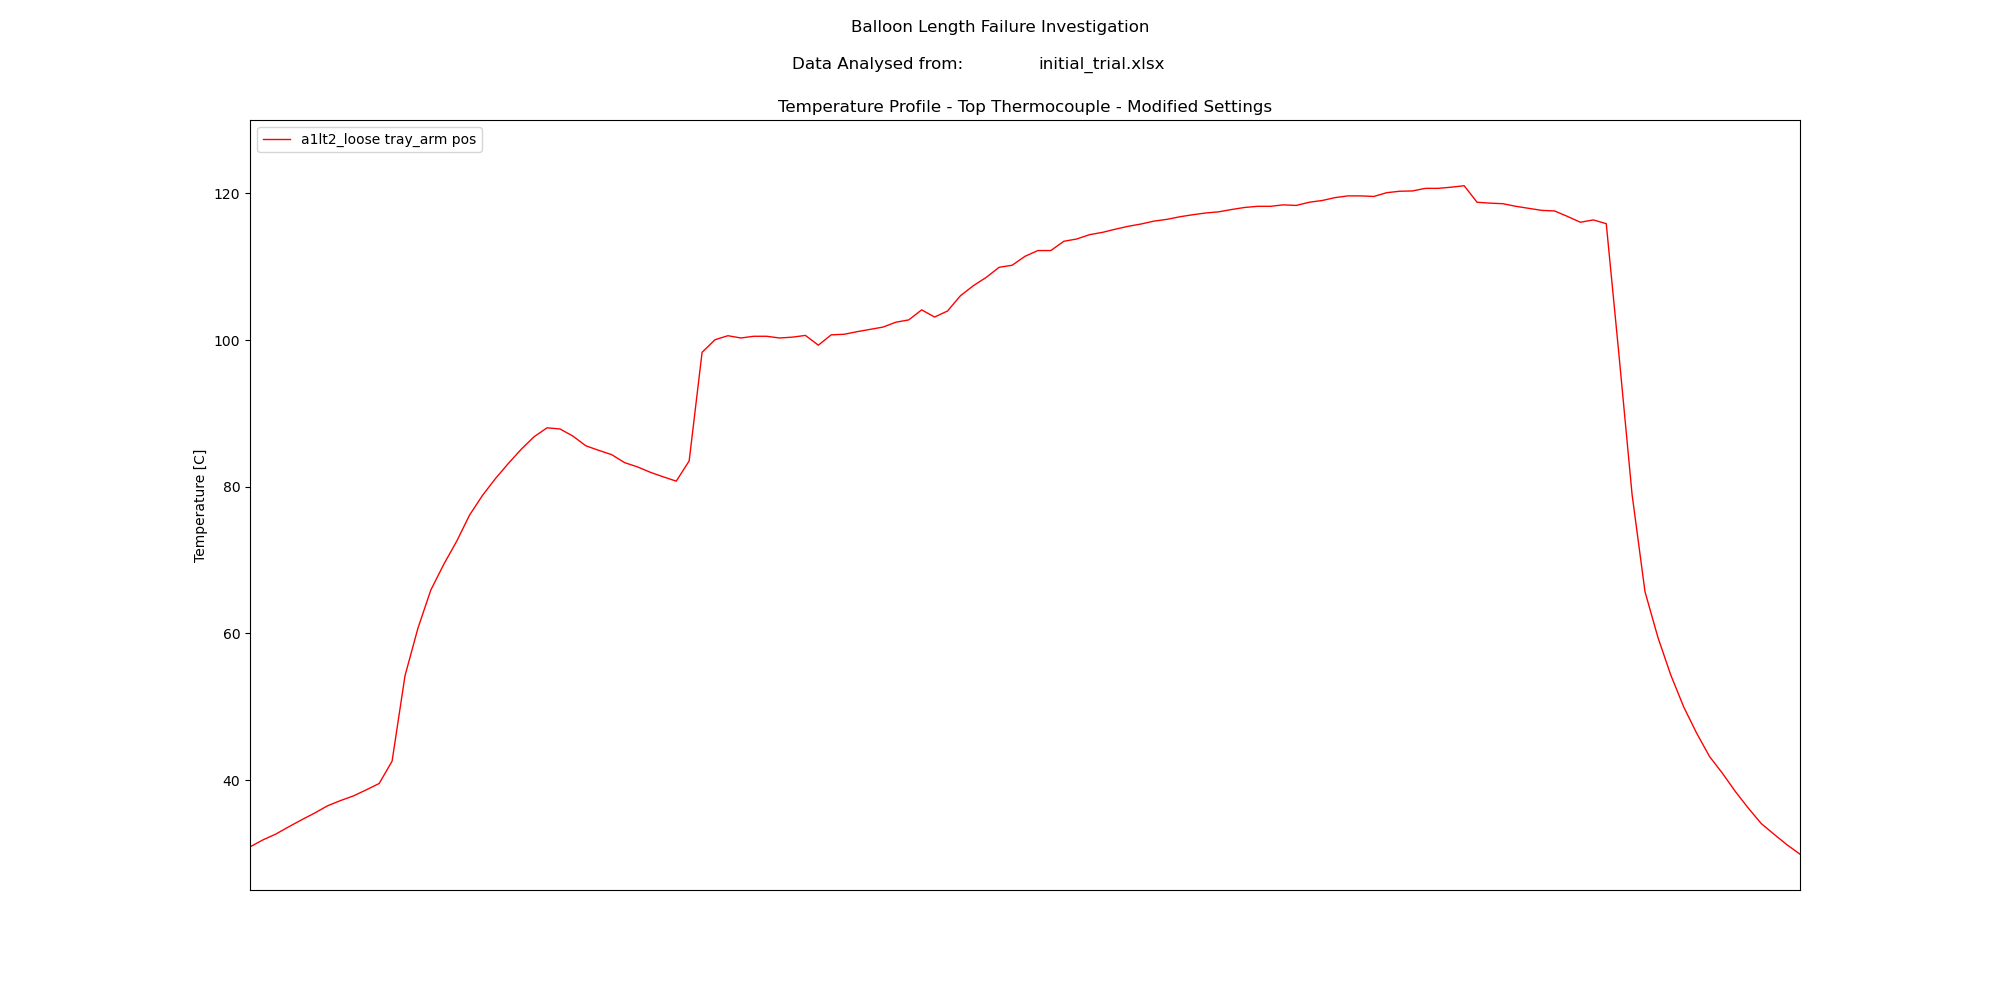 Balloon Length Failure Investigation
Data Analysed from: initial_trial.xlsx
Temperature Profile - Top Thermocouple - Modified Settings
a1lt2_loose tray_arm pos
120
100
80
60
40
Temperature [C]